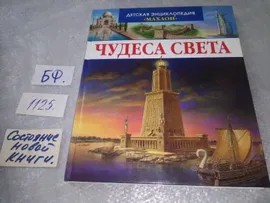 ДЕТСКАЯ ЭНЦИКЛОПЕДИЯ
«МАХАОН»
ЧУДЕСА СВЕТА
БФ.
1125.
Состояние
новой
книги.